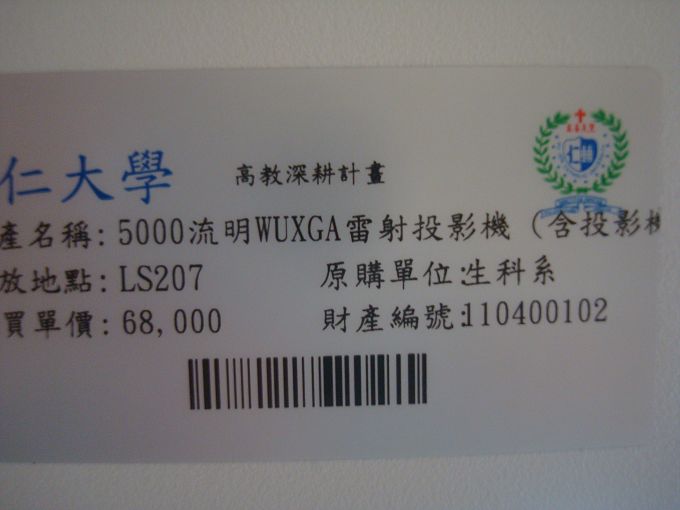 仁大學 高教深耕計畫
產名稱: 5000流明WUXGA雷射投影機 (含投影機
放地點: LS207 原購單位:生科系
買單價: 68,000 財產編號:110400102